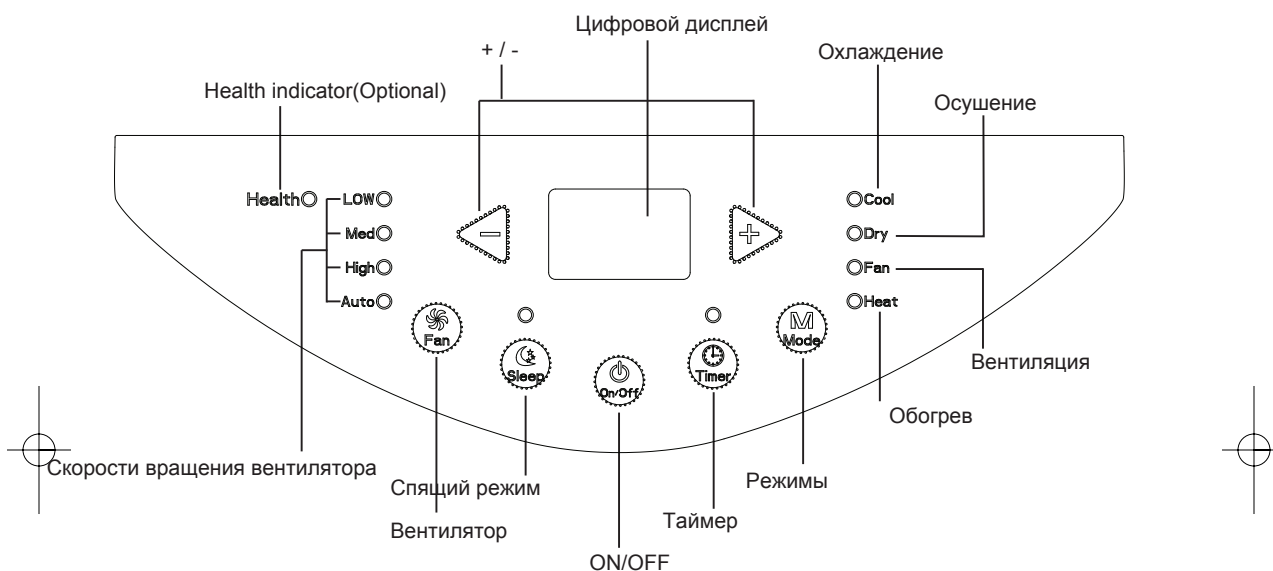 Цифровой дисплей
+ / -
Охлаждение
Health indicator(Optional)
Осушение
Health
LOW
Cool
Med
Dry
High
Fan
Auto
Heat
Fan
Mode
Sleep
Timer
On/Off
Вентиляция
Обогрев
Скорости вращения вентилятора
Спящий режим
Режимы
Вентилятор
Таймер
ON/OFF